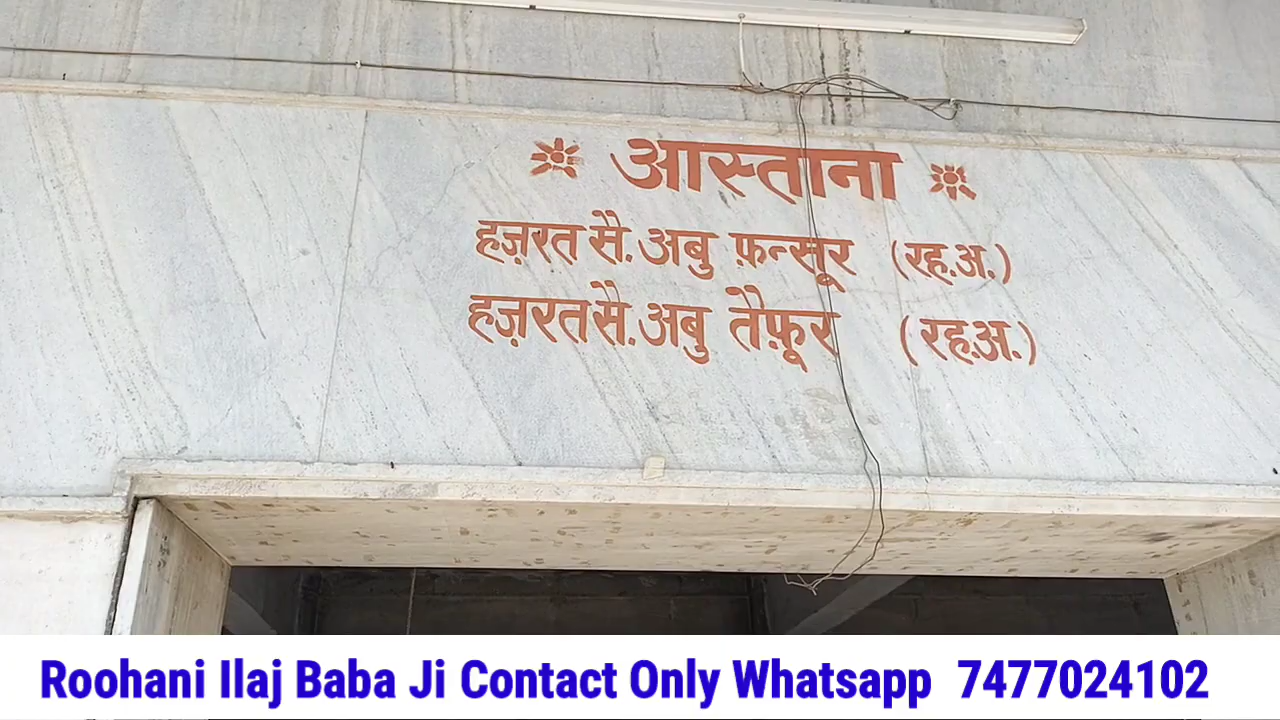 आस्ताना
हज़रत सै. अबु फ़न्सूर (रह.अ.)
हज़रत सै. अबु तैफ़ूर (रह.अ.)
Roohani Ilaj Baba Ji Contact Only Whatsapp 7477024102